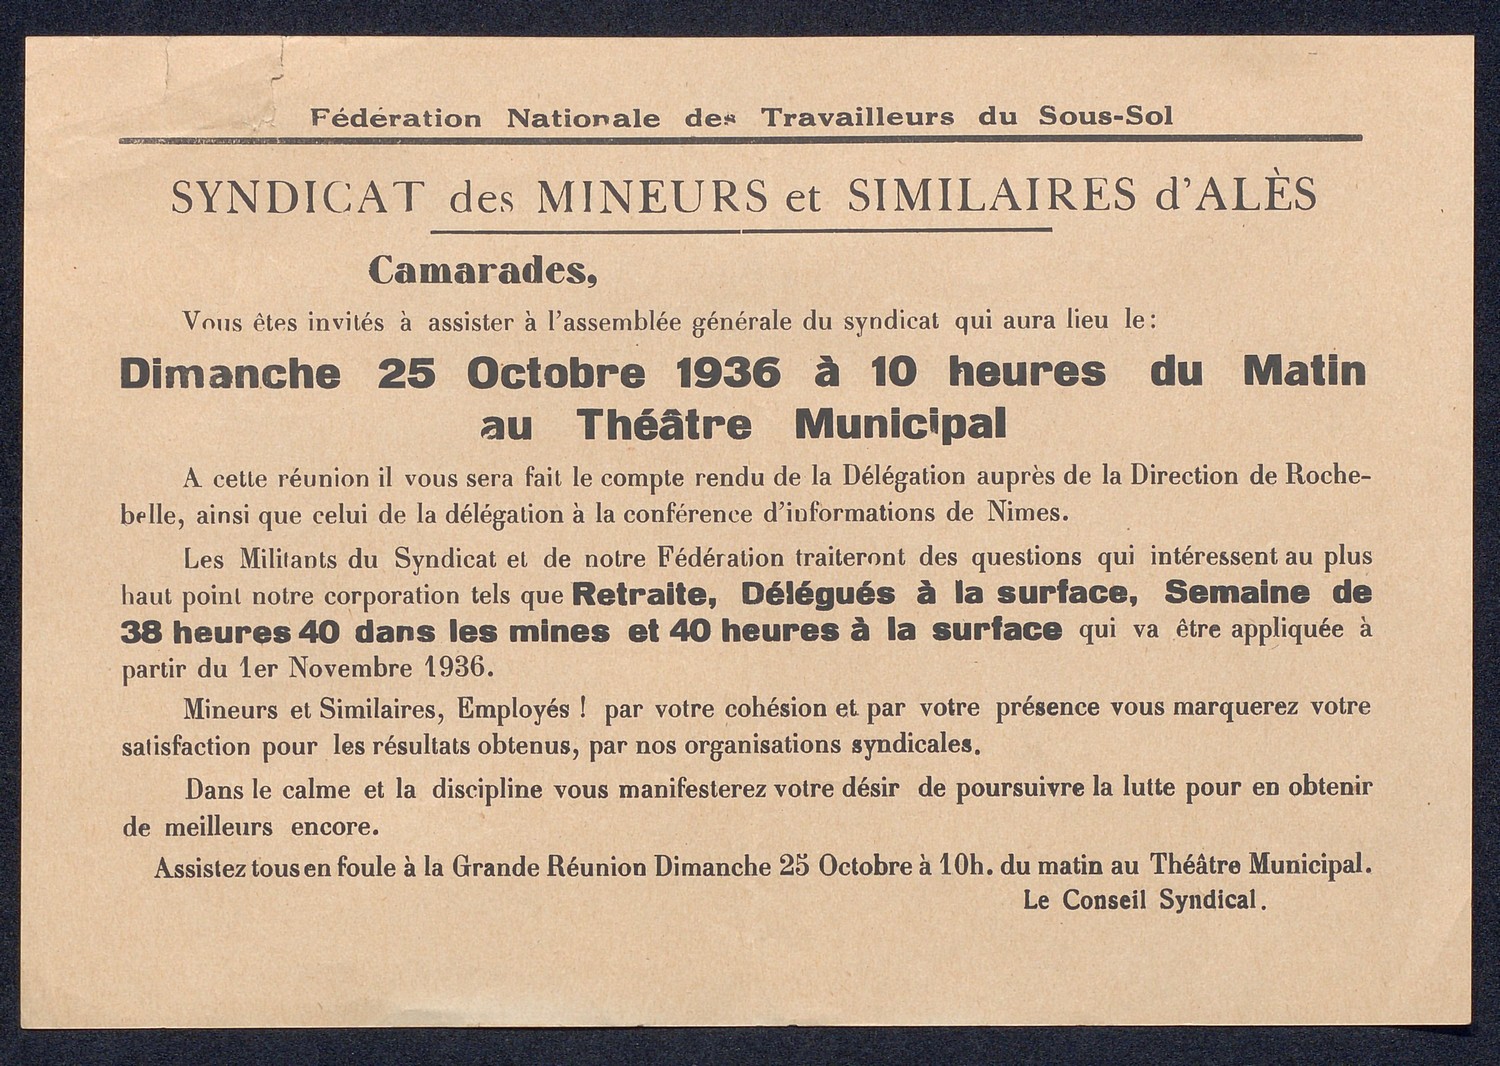 Fédération Nationale des Travailleurs du Sous-Sol
SYNDICAT des MINEURS et SIMILAIRES d'ALÈS
Camarades,
Vous êtes invités à assister à l'assemblée générale du syndicat qui aura lieu le :
Dimanche 25 Octobre 1936 à 10 heures du Matin
au Théâtre Municipal
A cette réunion il vous sera fait le compte rendu de la Délégation auprès de la Direction de Roche-
belle, ainsi que celui de la délégation à la conférence d'informations de Nimes.
Les Militants du Syndicat et de notre Fédération traiteront des questions qui intéressent au plus
haut point notre corporation tels que Retraite, Délégués à la surface, Semaine de
38 heures 40 dans les mines et 40 heures à la surface qui va être appliquée à
partir du 1er Novembre 1936.
Mineurs et Similaires, Employés ! par votre cohésion et par votre présence vous marquerez votre
satisfaction pour les résultats obtenus, par nos organisations syndicales.
Dans le calme et la discipline vous manifesterez votre désir de poursuivre la lutte pour en obtenir
de meilleurs encore.
Assistez tous en foule à la Grande Réunion Dimanche 25 Octobre à 10h. du matin au Théâtre Municipal.
Le Conseil Syndical.